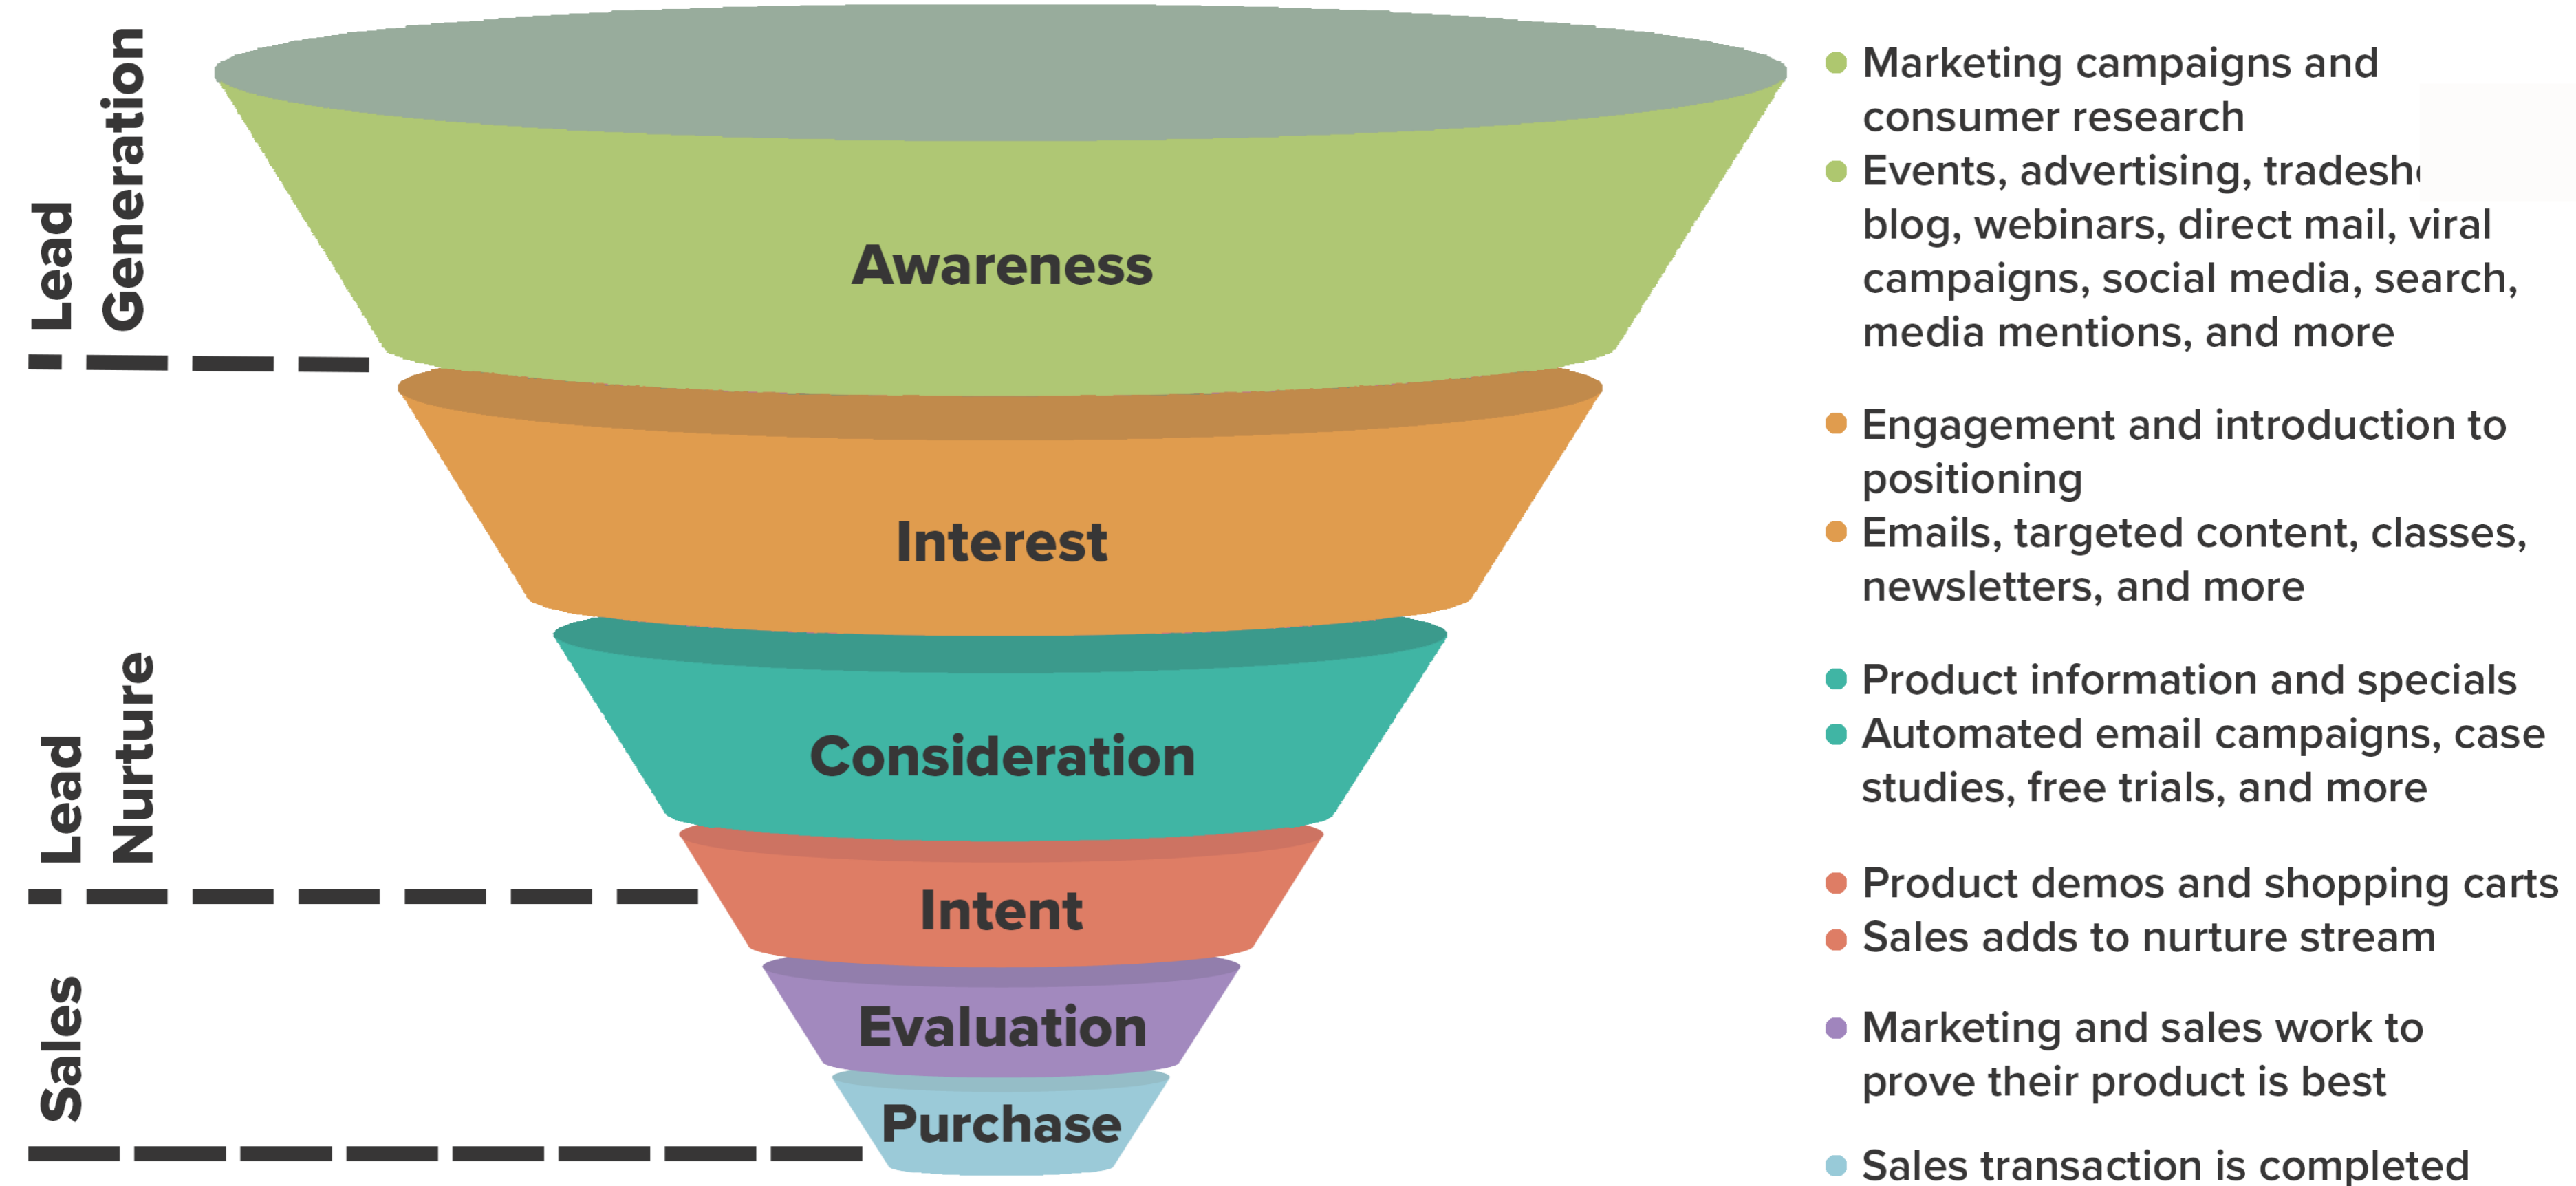 Lead
Generation
Lead
Nurture
Sales
Awareness
Interest
Consideration
Intent
Evaluation
Purchase
Marketing campaigns and
consumer research
Events, advertising,
blog, webinars, direct mail, viral
campaigns, social media, search,
media mentions, and more
Engagement and introduction to
positioning
Emails, targeted content, classes,
newsletters, and more
Product information and specials
Automated email campaigns, case
studies, free trials, and more
Product demos and shopping carts
Sales adds to nurture stream
Marketing and sales work to
prove their product is best
Sales transaction is completed